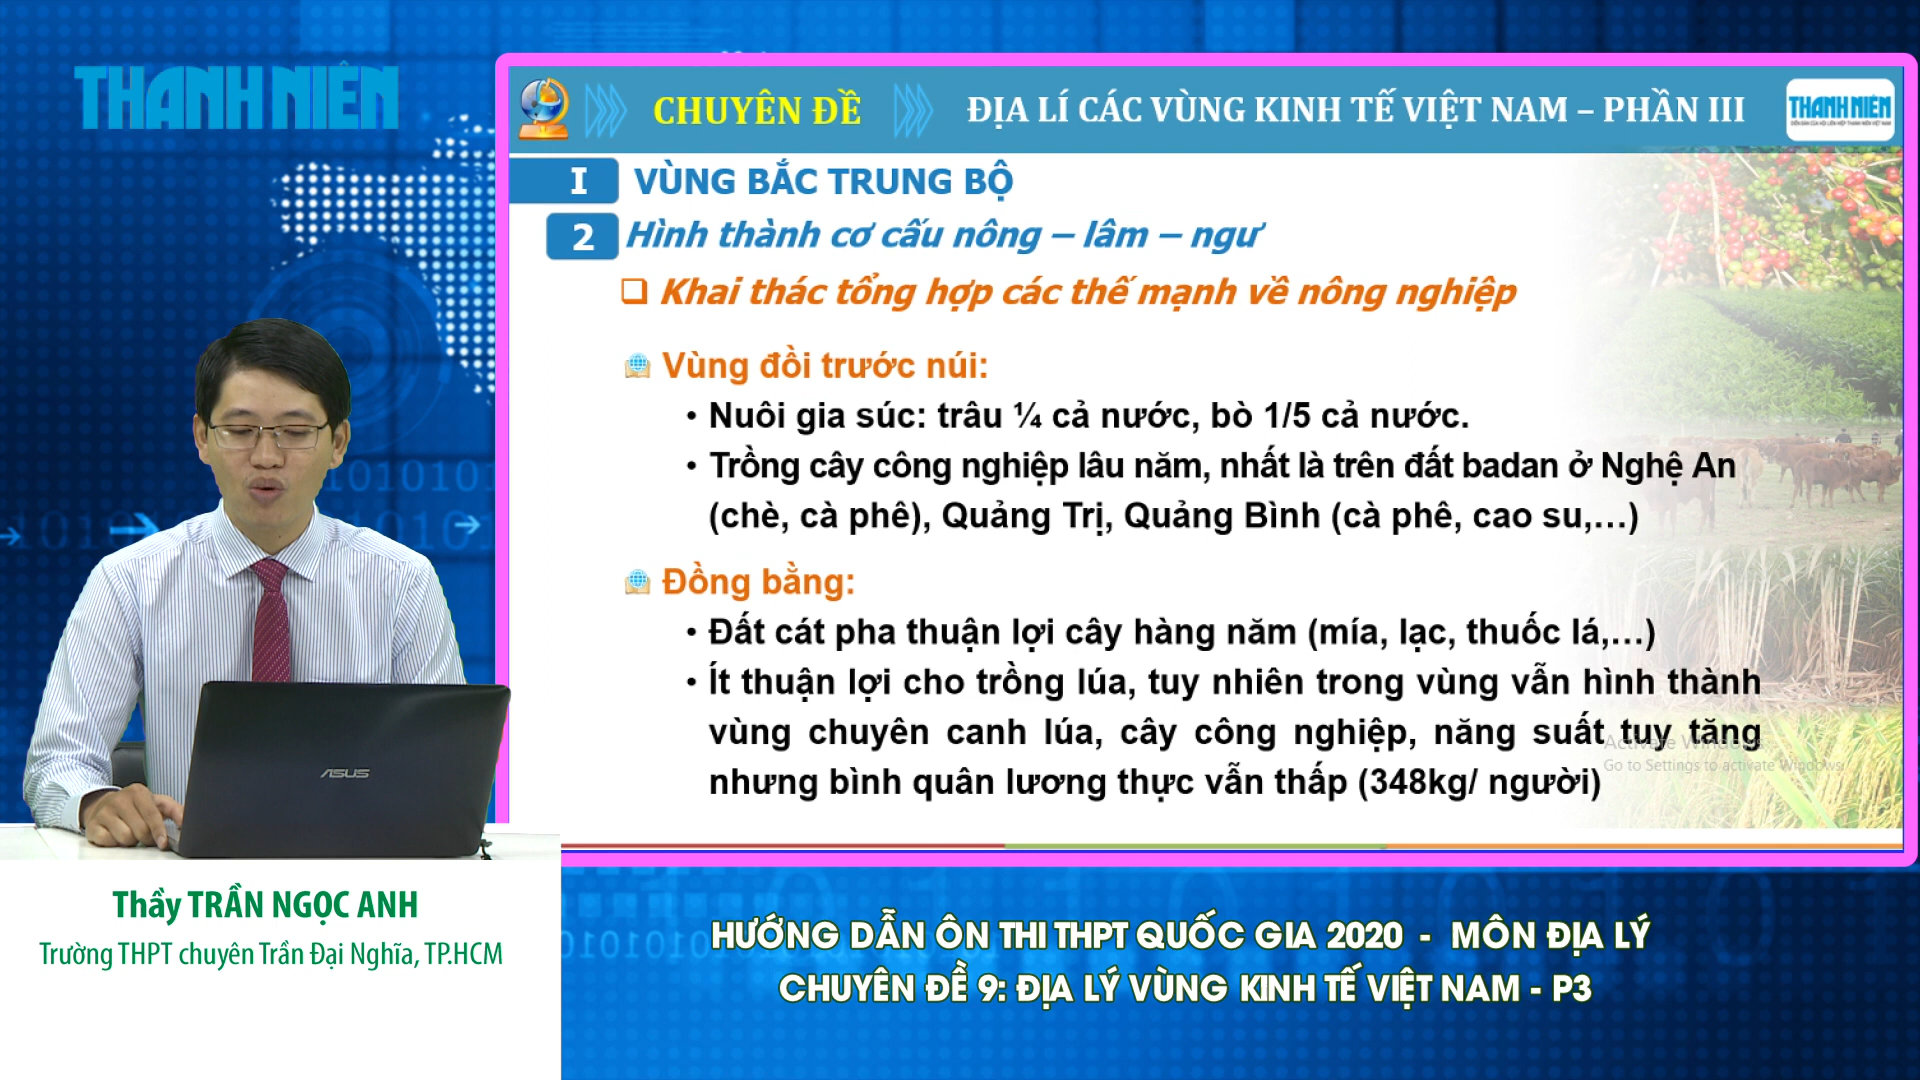 THANH NIÊN
CHUYÊN ĐỀ
ĐỊA LÍ CÁC VÙNG KINH TẾ VIỆT NAM – PHẦN III
THANH NIÊN
I VÙNG BẮC TRUNG BỘ
2 Hình thành cơ cấu nông – lâm – ngư
Khai thác tổng hợp các thế mạnh về nông nghiệp
Vùng đồi trước núi:
• Nuôi gia súc: trâu ¼ cả nước, bò 1/5 cả nước.
• Trồng cây công nghiệp lâu năm, nhất là trên đất badan ở Nghệ An
(chè, cà phê), Quảng Trị, Quảng Bình (cà phê, cao su,...)
Đồng bằng:
• Đất cát pha thuận lợi cây hàng năm (mía, lạc, thuốc lá,...)
• Ít thuận lợi cho trồng lúa, tuy nhiên trong vùng vẫn hình thành
vùng chuyên canh lúa, cây công nghiệp, năng suất tuy tăng
nhưng bình quân lương thực vẫn thấp (348kg/ người)
Activate Windows
Go to Settings to activate Windows.
ASUS
Thầy TRẦN NGỌC ANH
Trường THPT chuyên Trần Đại Nghĩa, TP.HCM
HƯỚNG DẪN ÔN THI THPT QUỐC GIA 2020 - MÔN ĐỊA LÝ
CHUYÊN ĐỀ 9: ĐỊA LÝ VÙNG KINH TẾ VIỆT NAM - P3